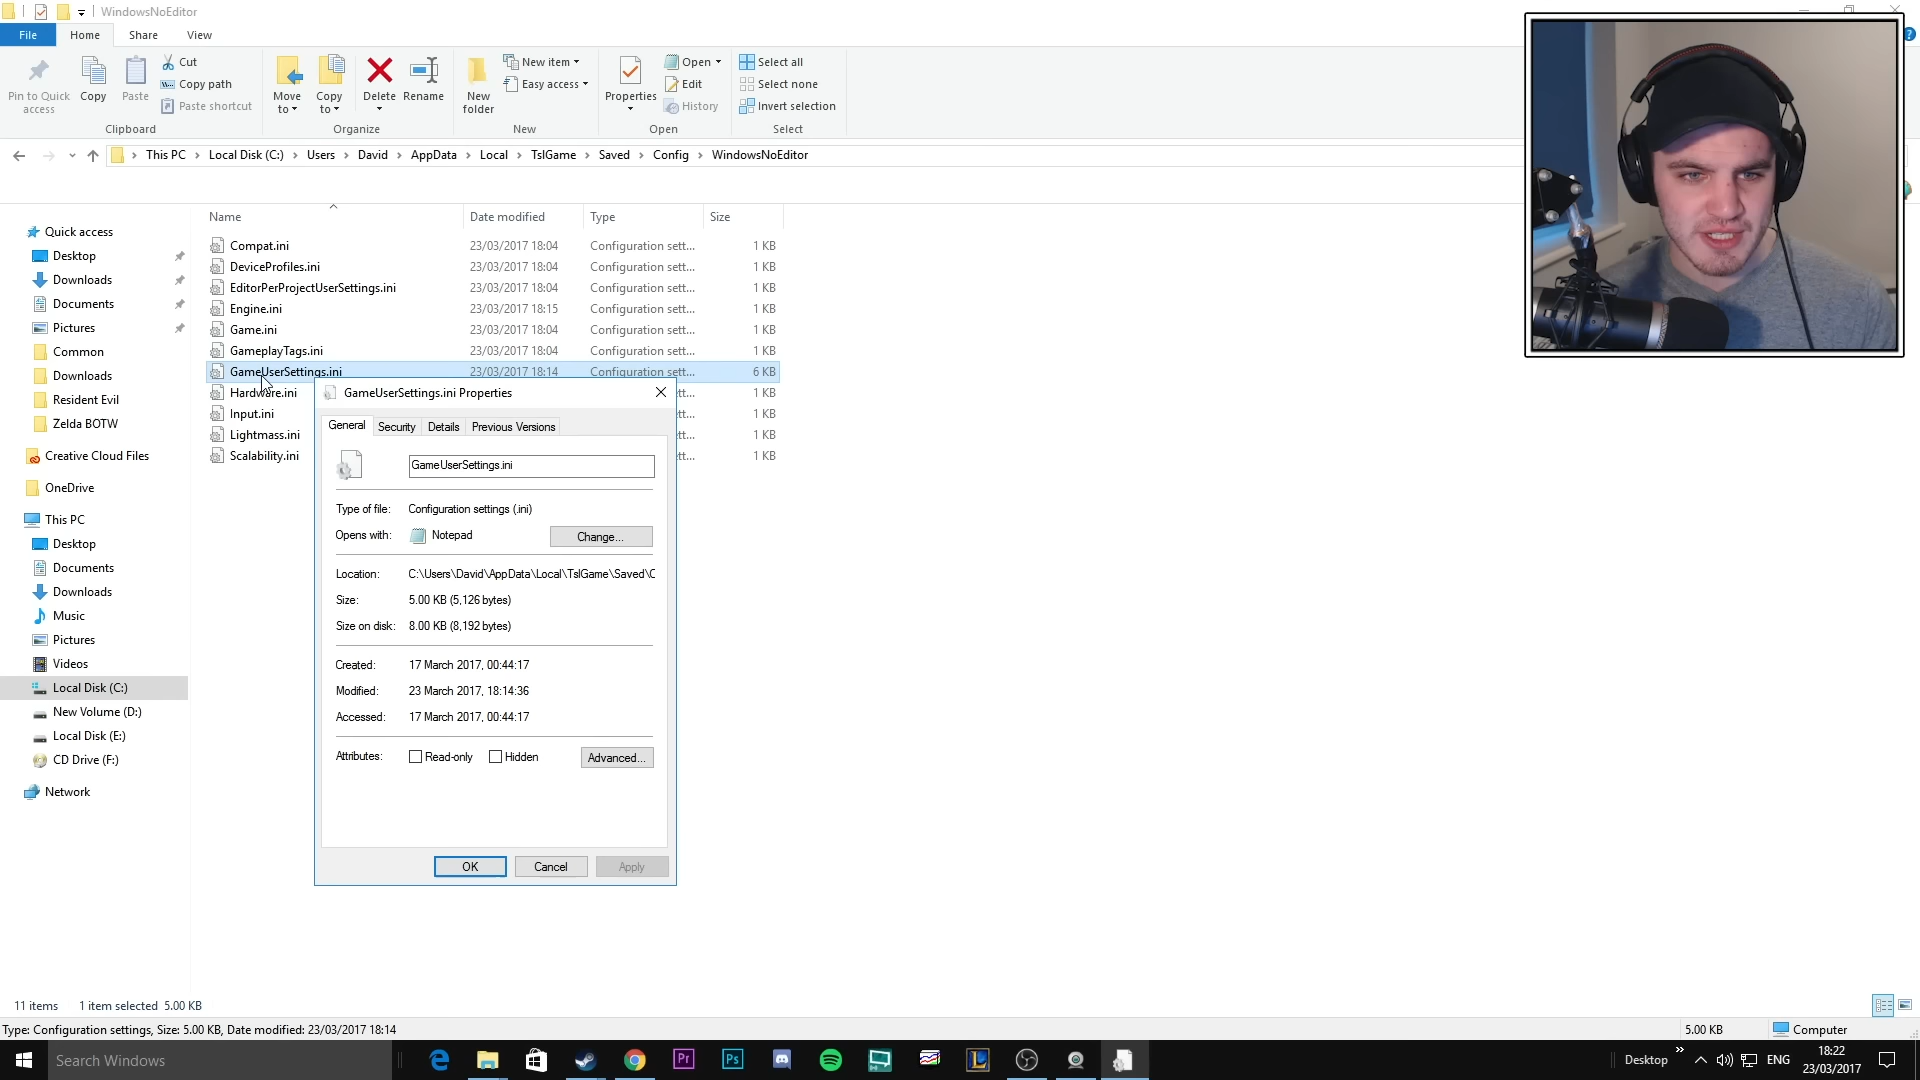 WindowsNoEditor
File Home Share View
Pin to Quick access
Copy
Paste
Cut
Copy path
Paste shortcut
Clipboard
Move to
Copy to
Delete
Rename
Organize
New folder
New item
Easy access
New
Properties
Open
Edit
History
Open
Select all
Select none
Invert selection
Select
This PC Local Disk (C:) Users David AppData Local TslGame Saved Config WindowsNoEditor
Name Date modified Type Size
Compat.ini 23/03/2017 18:04 Configuration sett... 1 KB
DeviceProfiles.ini 23/03/2017 18:04 Configuration sett... 1 KB
EditorPerProjectUserSettings.ini 23/03/2017 18:04 Configuration sett... 1 KB
Engine.ini 23/03/2017 18:15 Configuration sett... 1 KB
Game.ini 23/03/2017 18:04 Configuration sett... 1 KB
GameplayTags.ini 23/03/2017 18:04 Configuration sett... 1 KB
GameUserSettings.ini 23/03/2017 18:14 Configuration sett... 6 KB
Hardware.ini tt... 1 KB
Input.ini tt... 1 KB
Lightmass.ini tt... 1 KB
Scalability.ini tt... 1 KB
Quick access
Desktop
Downloads
Documents
Pictures
Common
Downloads
Resident Evil
Zelda BOTW
Creative Cloud Files
OneDrive
This PC
Desktop
Documents
Downloads
Music
Pictures
Videos
Local Disk (C:)
New Volume (D:)
Local Disk (E:)
CD Drive (F:)
Network
GameUserSettings.ini Properties
General Security Details Previous Versions
GameUserSettings.ini
Type of file: Configuration settings (.ini)
Opens with: Notepad Change...
Location: C:\Users\David\AppData\Local\TslGame\Saved\C
Size: 5.00 KB (5,126 bytes)
Size on disk: 8.00 KB (8,192 bytes)
Created: 17 March 2017, 00:44:17
Modified: 23 March 2017, 18:14:36
Accessed: 17 March 2017, 00:44:17
Attributes: Read-only Hidden Advanced...
OK Cancel Apply
11 items 1 item selected 5.00 KB
Type: Configuration settings, Size: 5.00 KB, Date modified: 23/03/2017 18:14 5.00 KB Computer
Search Windows
Pr
Ps
L
Desktop
ENG
18:22
23/03/2017